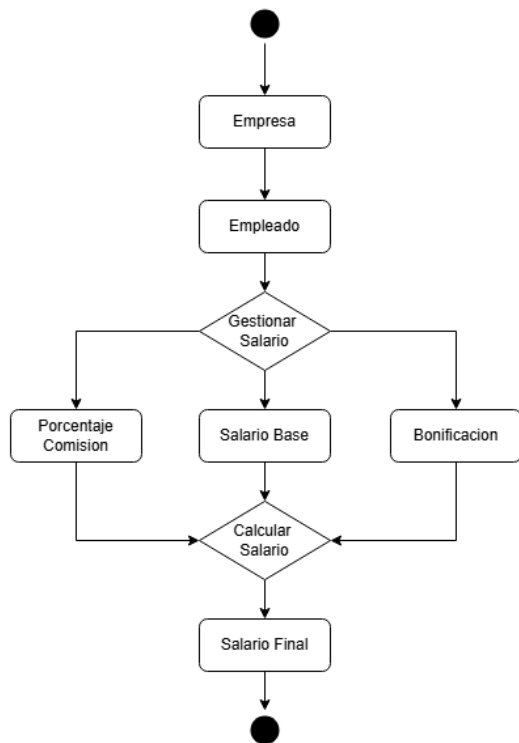 Empresa
Empleado
Gestionar
Salario
Porcentaje
Comision
Salario Base
Bonificacion
Calcular
Salario
Salario Final